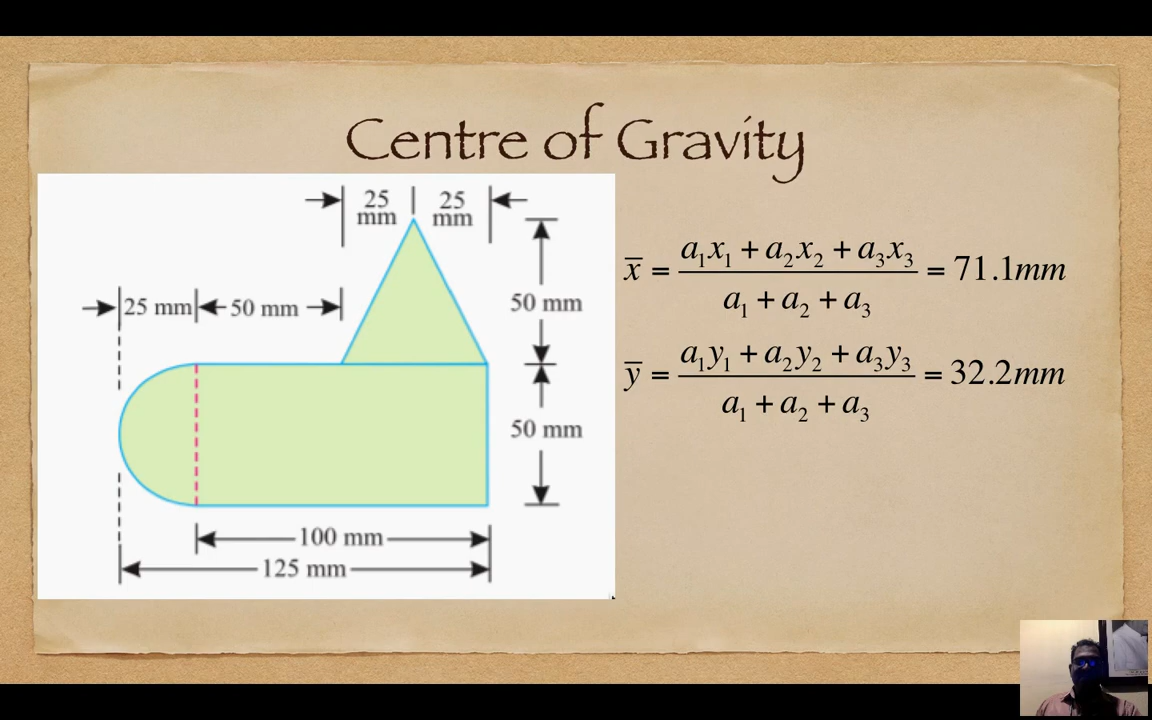 Centre of Gravity
25 mm 25 mm
25 mm 50 mm
50 mm
50 mm
100 mm
125 mm
x̄ = (a₁x₁ + a₂x₂ + a₃x₃) / (a₁ + a₂ + a₃) = 71.1mm
ȳ = (a₁y₁ + a₂y₂ + a₃y₃) / (a₁ + a₂ + a₃) = 32.2mm